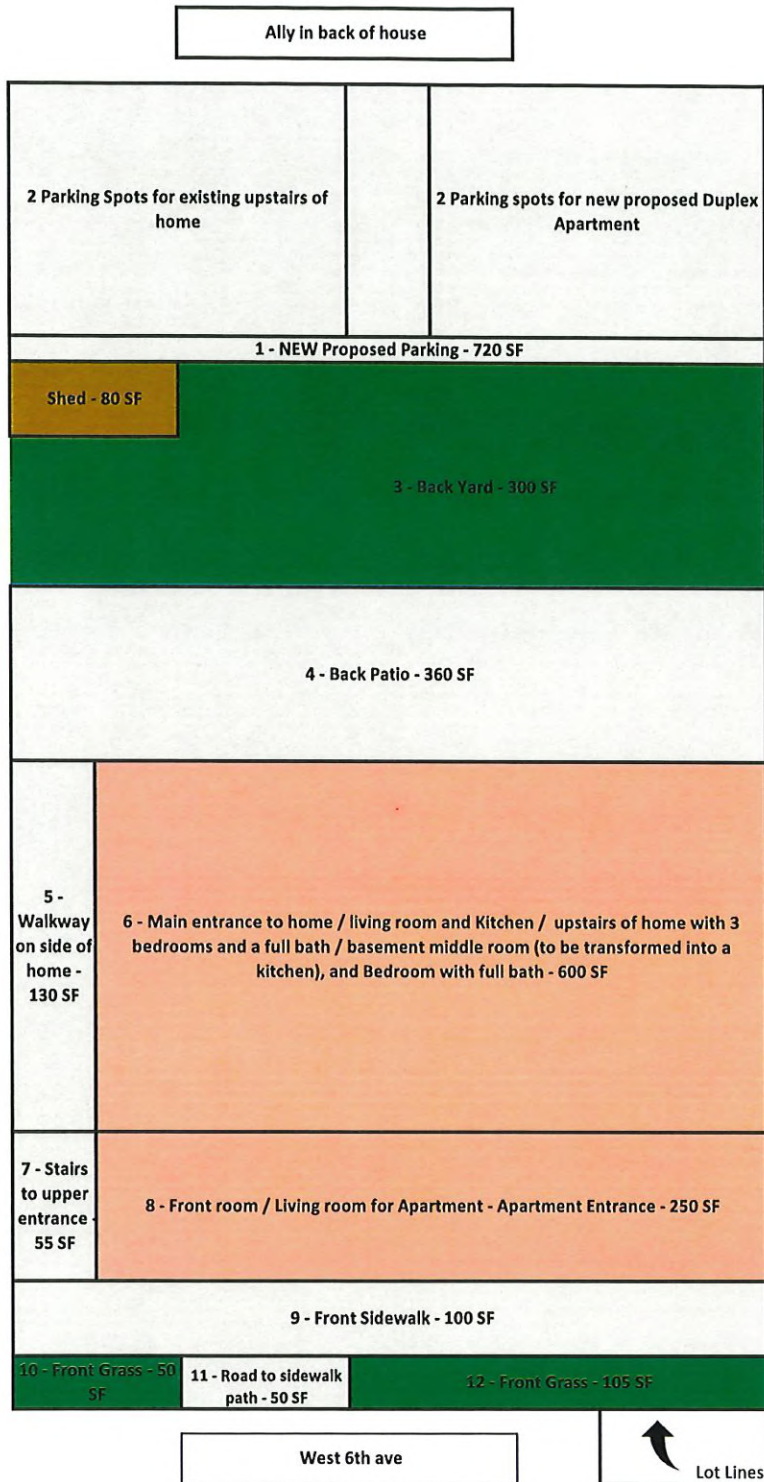 Ally in back of house
2 Parking Spots for existing upstairs of
home
2 Parking spots for new proposed Duplex
Apartment
1 - NEW Proposed Parking - 720 SF
Shed - 80 SF
3 - Back Yard - 300 SF
4 - Back Patio - 360 SF
5 -
Walkway
on side of
home -
130 SF
6 - Main entrance to home / living room and Kitchen / upstairs of home with 3
bedrooms and a full bath / basement middle room (to be transformed into a
kitchen), and Bedroom with full bath - 600 SF
7 - Stairs
to upper
entrance -
55 SF
8 - Front room / Living room for Apartment - Apartment Entrance - 250 SF
9 - Front Sidewalk - 100 SF
10 - Front Grass - 50
SF
11 - Road to sidewalk
path - 50 SF
12 - Front Grass - 105 SF
West 6th ave
Lot Lines